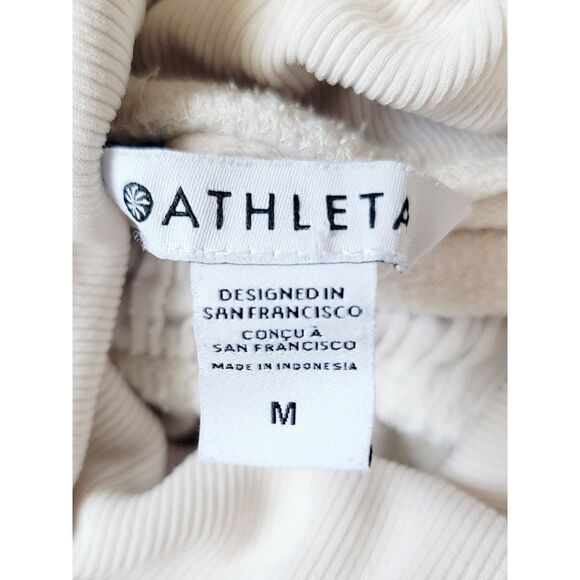 ATHLETA
DESIGNED IN
SAN FRANCISCO
CONÇU À
SAN FRANCISCO
MADE IN INDONESIA
M